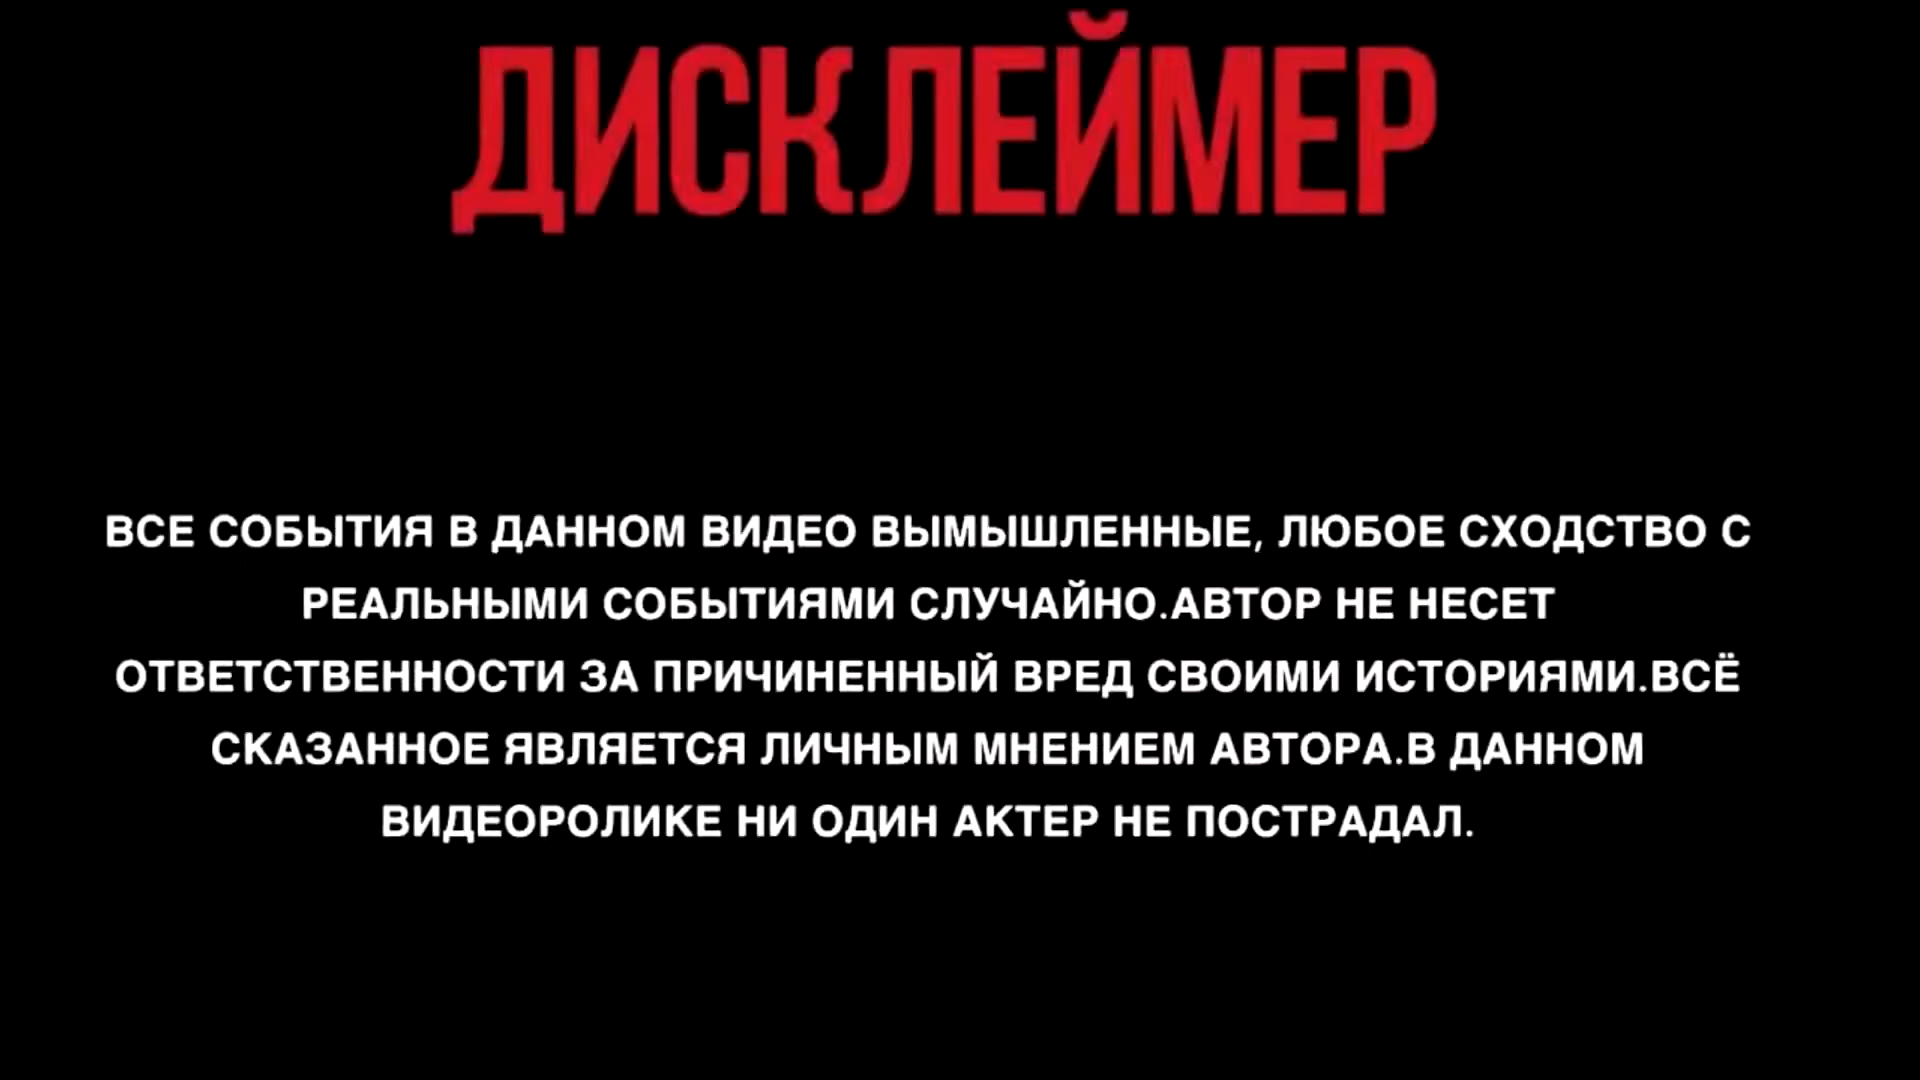 ДИСКЛЕЙМЕР
ВСЕ СОБЫТИЯ В ДАННОМ ВИДЕО ВЫМЫШЛЕННЫЕ, ЛЮБОЕ СХОДСТВО С
РЕАЛЬНЫМИ СОБЫТИЯМИ СЛУЧАЙНО.АВТОР НЕ НЕСЕТ
ОТВЕТСТВЕННОСТИ ЗА ПРИЧИНЕННЫЙ ВРЕД СВОИМИ ИСТОРИЯМИ.ВСЁ
СКАЗАННОЕ ЯВЛЯЕТСЯ ЛИЧНЫМ МНЕНИЕМ АВТОРА.В ДАННОМ
ВИДЕОРОЛИКЕ НИ ОДИН АКТЕР НЕ ПОСТРАДАЛ.